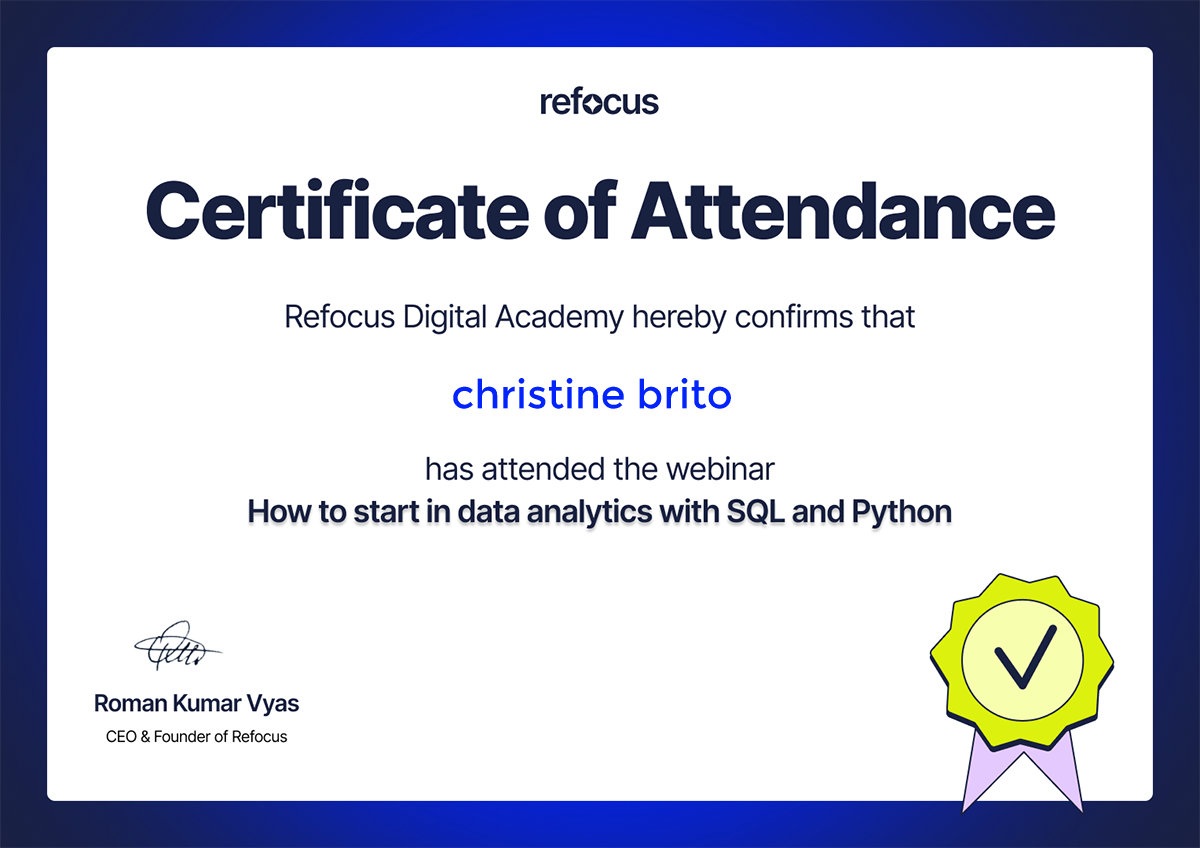 refocus
Certificate of Attendance
Refocus Digital Academy hereby confirms that
christine brito
has attended the webinar
How to start in data analytics with SQL and Python
Roman Kumar Vyas
CEO & Founder of Refocus